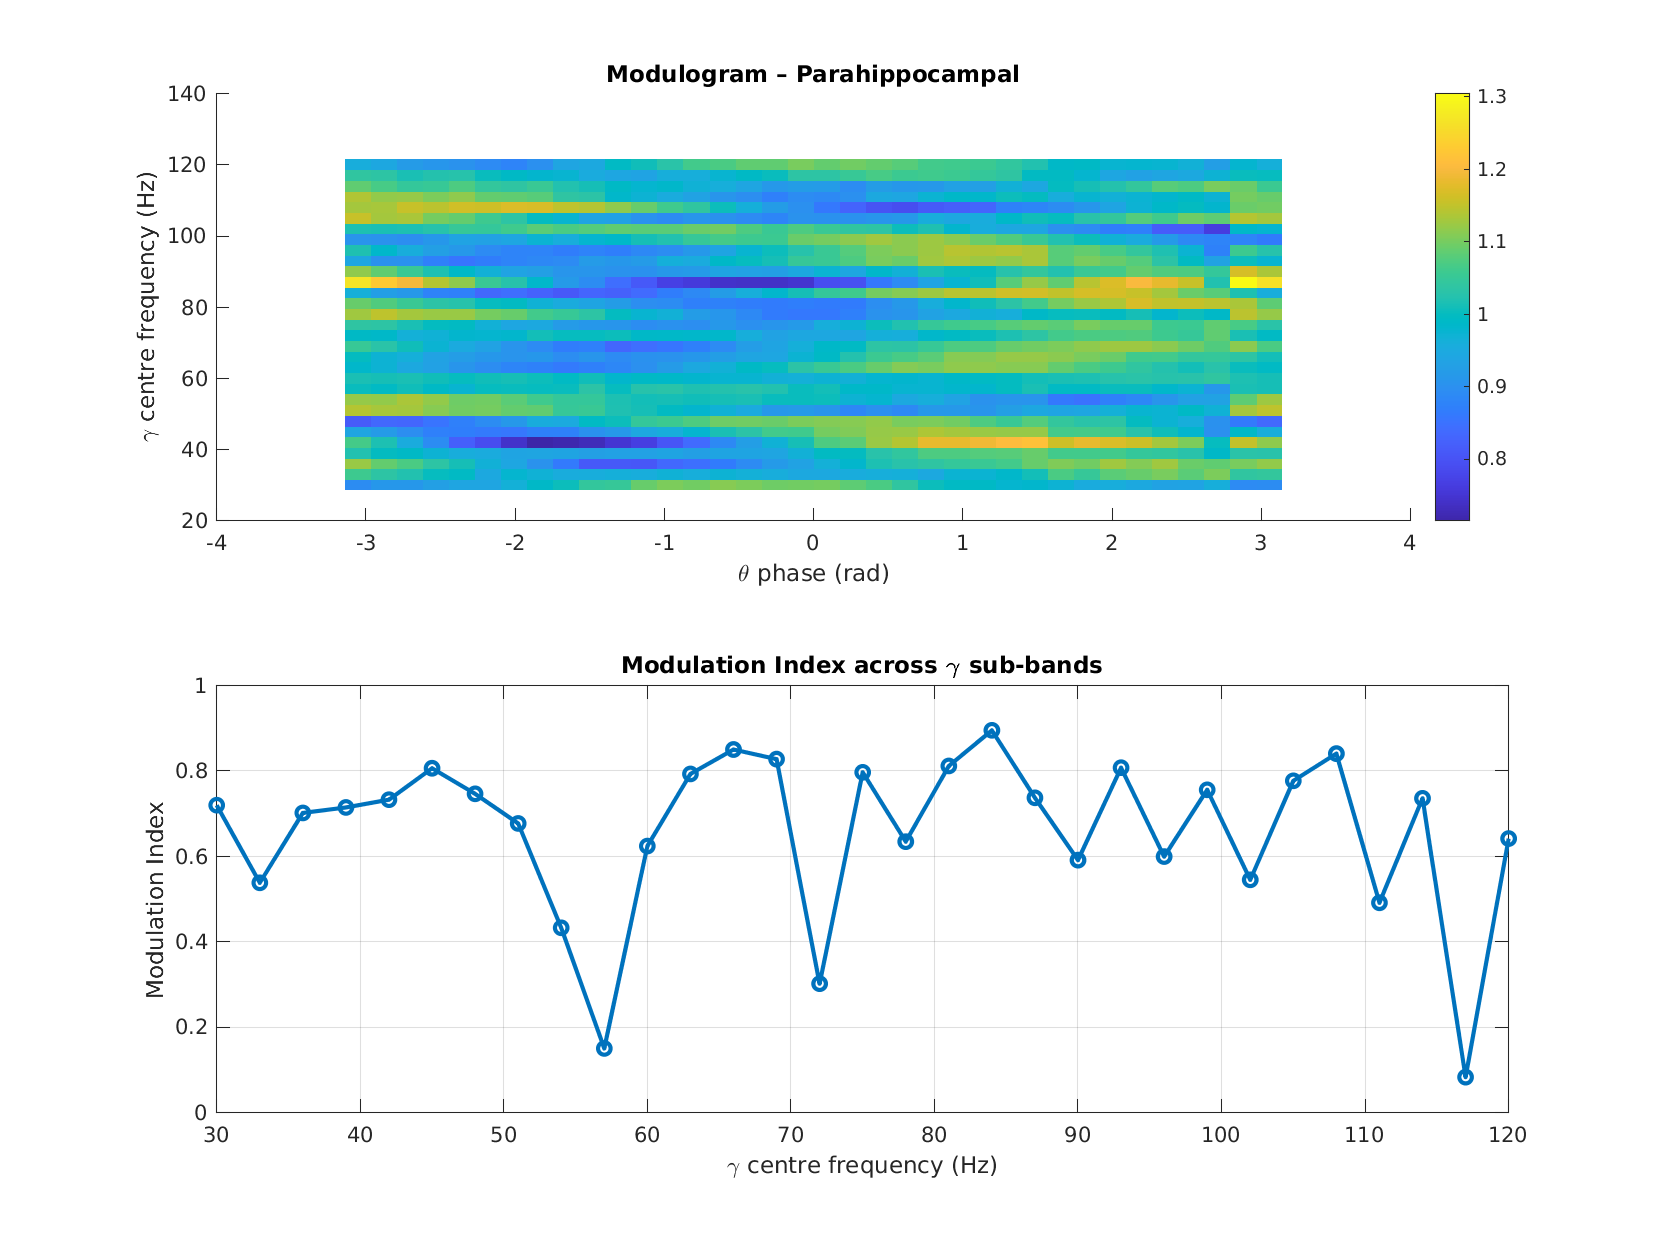 Modulogram – Parahippocampal
140
120
100
80
60
40
20
γ centre frequency (Hz)
-4 -3 -2 -1 0 1 2 3 4
θ phase (rad)
1.3
1.2
1.1
1
0.9
0.8
Modulation Index across γ sub-bands
1
0.8
0.6
0.4
0.2
0
Modulation Index
30 40 50 60 70 80 90 100 110 120
γ centre frequency (Hz)